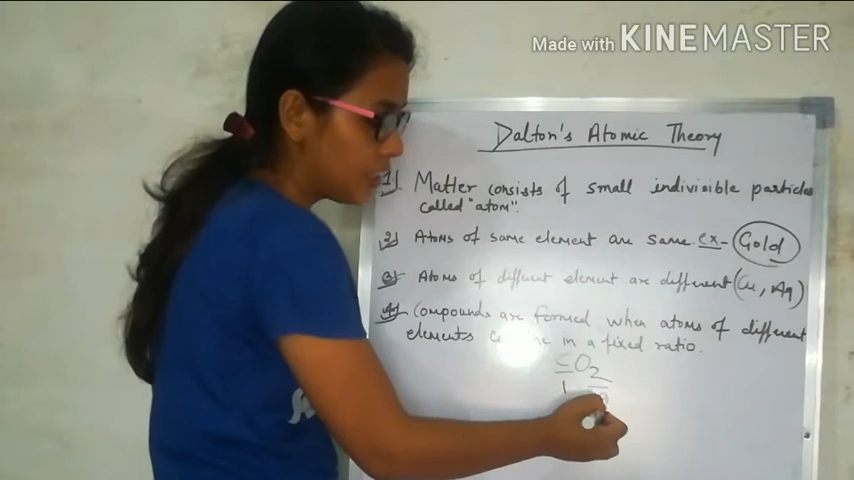 Made with KINEMASTER
Dalton's Atomic Theory
1) Matter consists of small indivisible particles
called "atom".
2) Atoms of same element are same. ex- Gold
3) Atoms of different element are different (Cu, Ag)
4) Compounds are formed when atoms of different
elements in a fixed ratio.
CO2
1